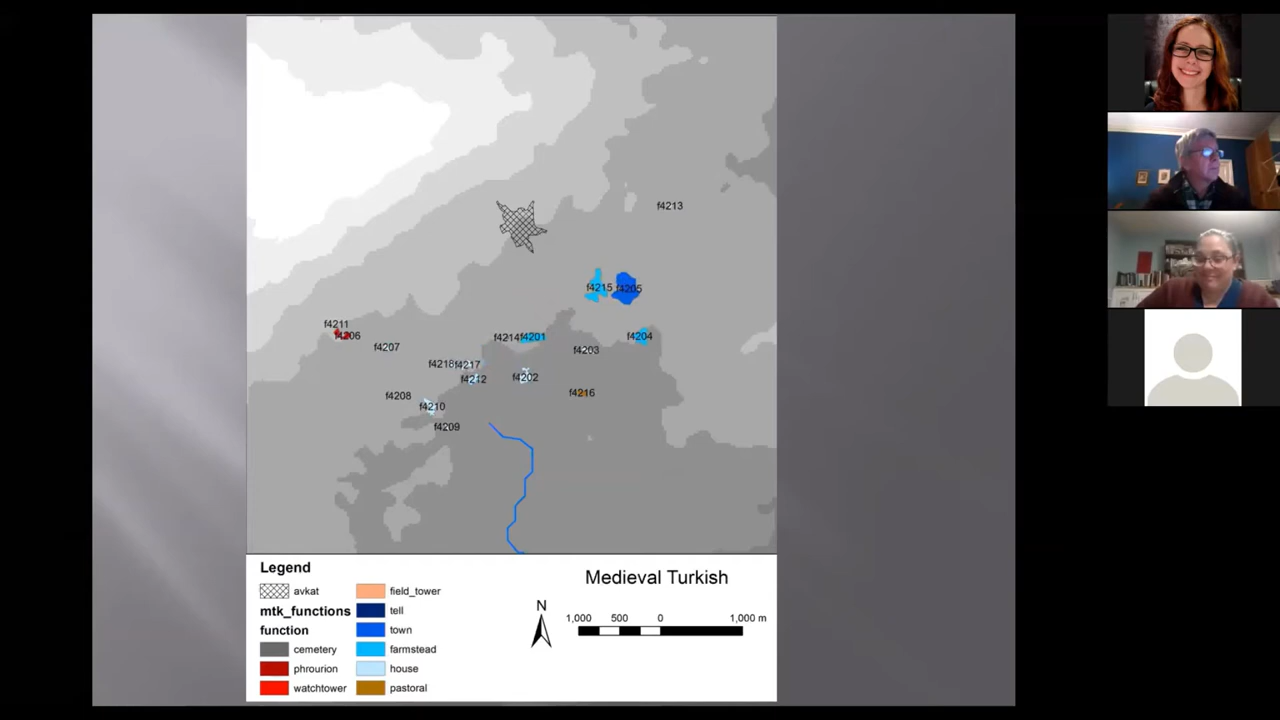 f4213
f4215
f4205
f4211
f4206
f4214
f4201
f4204
f4207
f4203
f4218
f4217
f4212
f4202
f4208
f4216
f4210
f4209
Legend
avkat
mtk_functions
function
cemetery
phrourion
watchtower
field_tower
tell
town
farmstead
house
pastoral
Medieval Turkish
N
1,000 500 0 1,000 m